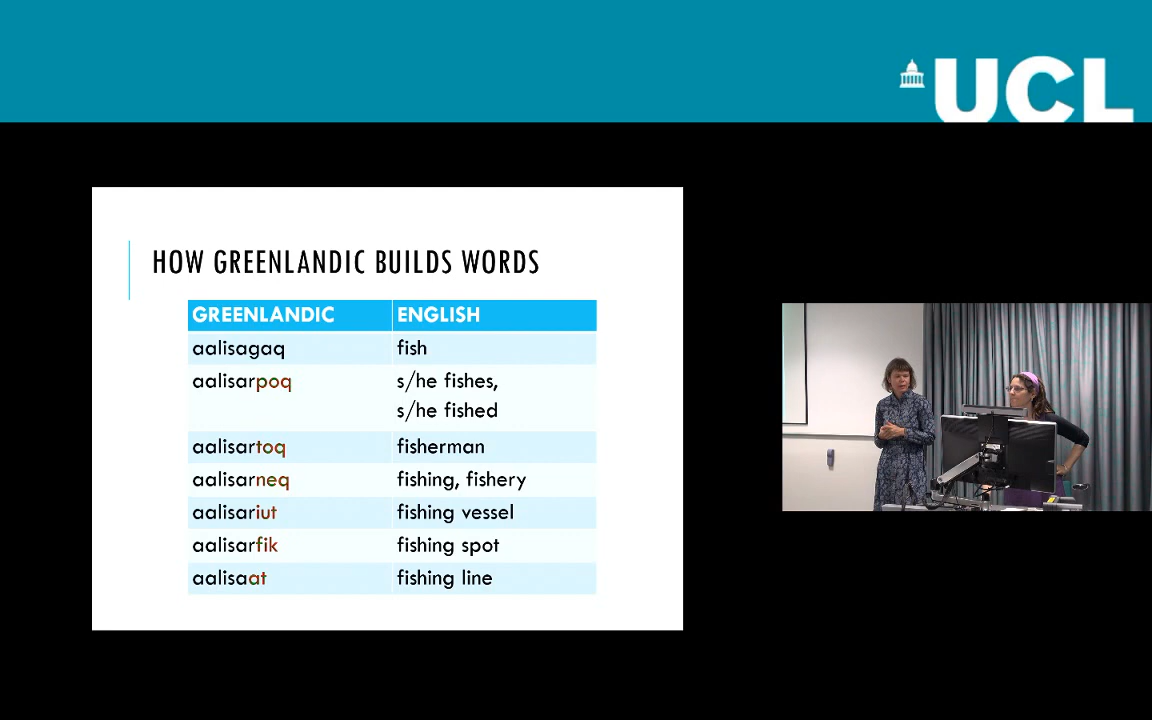 UCL
HOW GREENLANDIC BUILDS WORDS
GREENLANDIC ENGLISH
aalisagaq fish
aalisarpoq s/he fishes,
s/he fished
aalisartoq fisherman
aalisarneq fishing, fishery
aalisariut fishing vessel
aalisarfik fishing spot
aalisaat fishing line